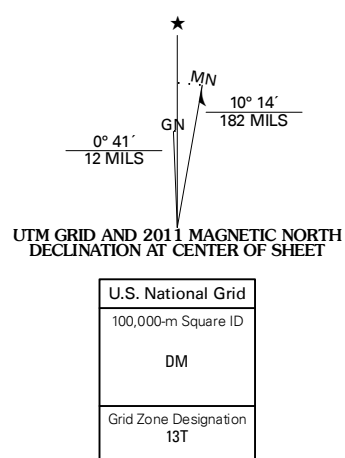 ★
MN
GN
10° 14´
182 MILS
0° 41´
12 MILS
UTM GRID AND 2011 MAGNETIC NORTH
DECLINATION AT CENTER OF SHEET
U.S. National Grid
100,000-m Square ID
DM
Grid Zone Designation
13T